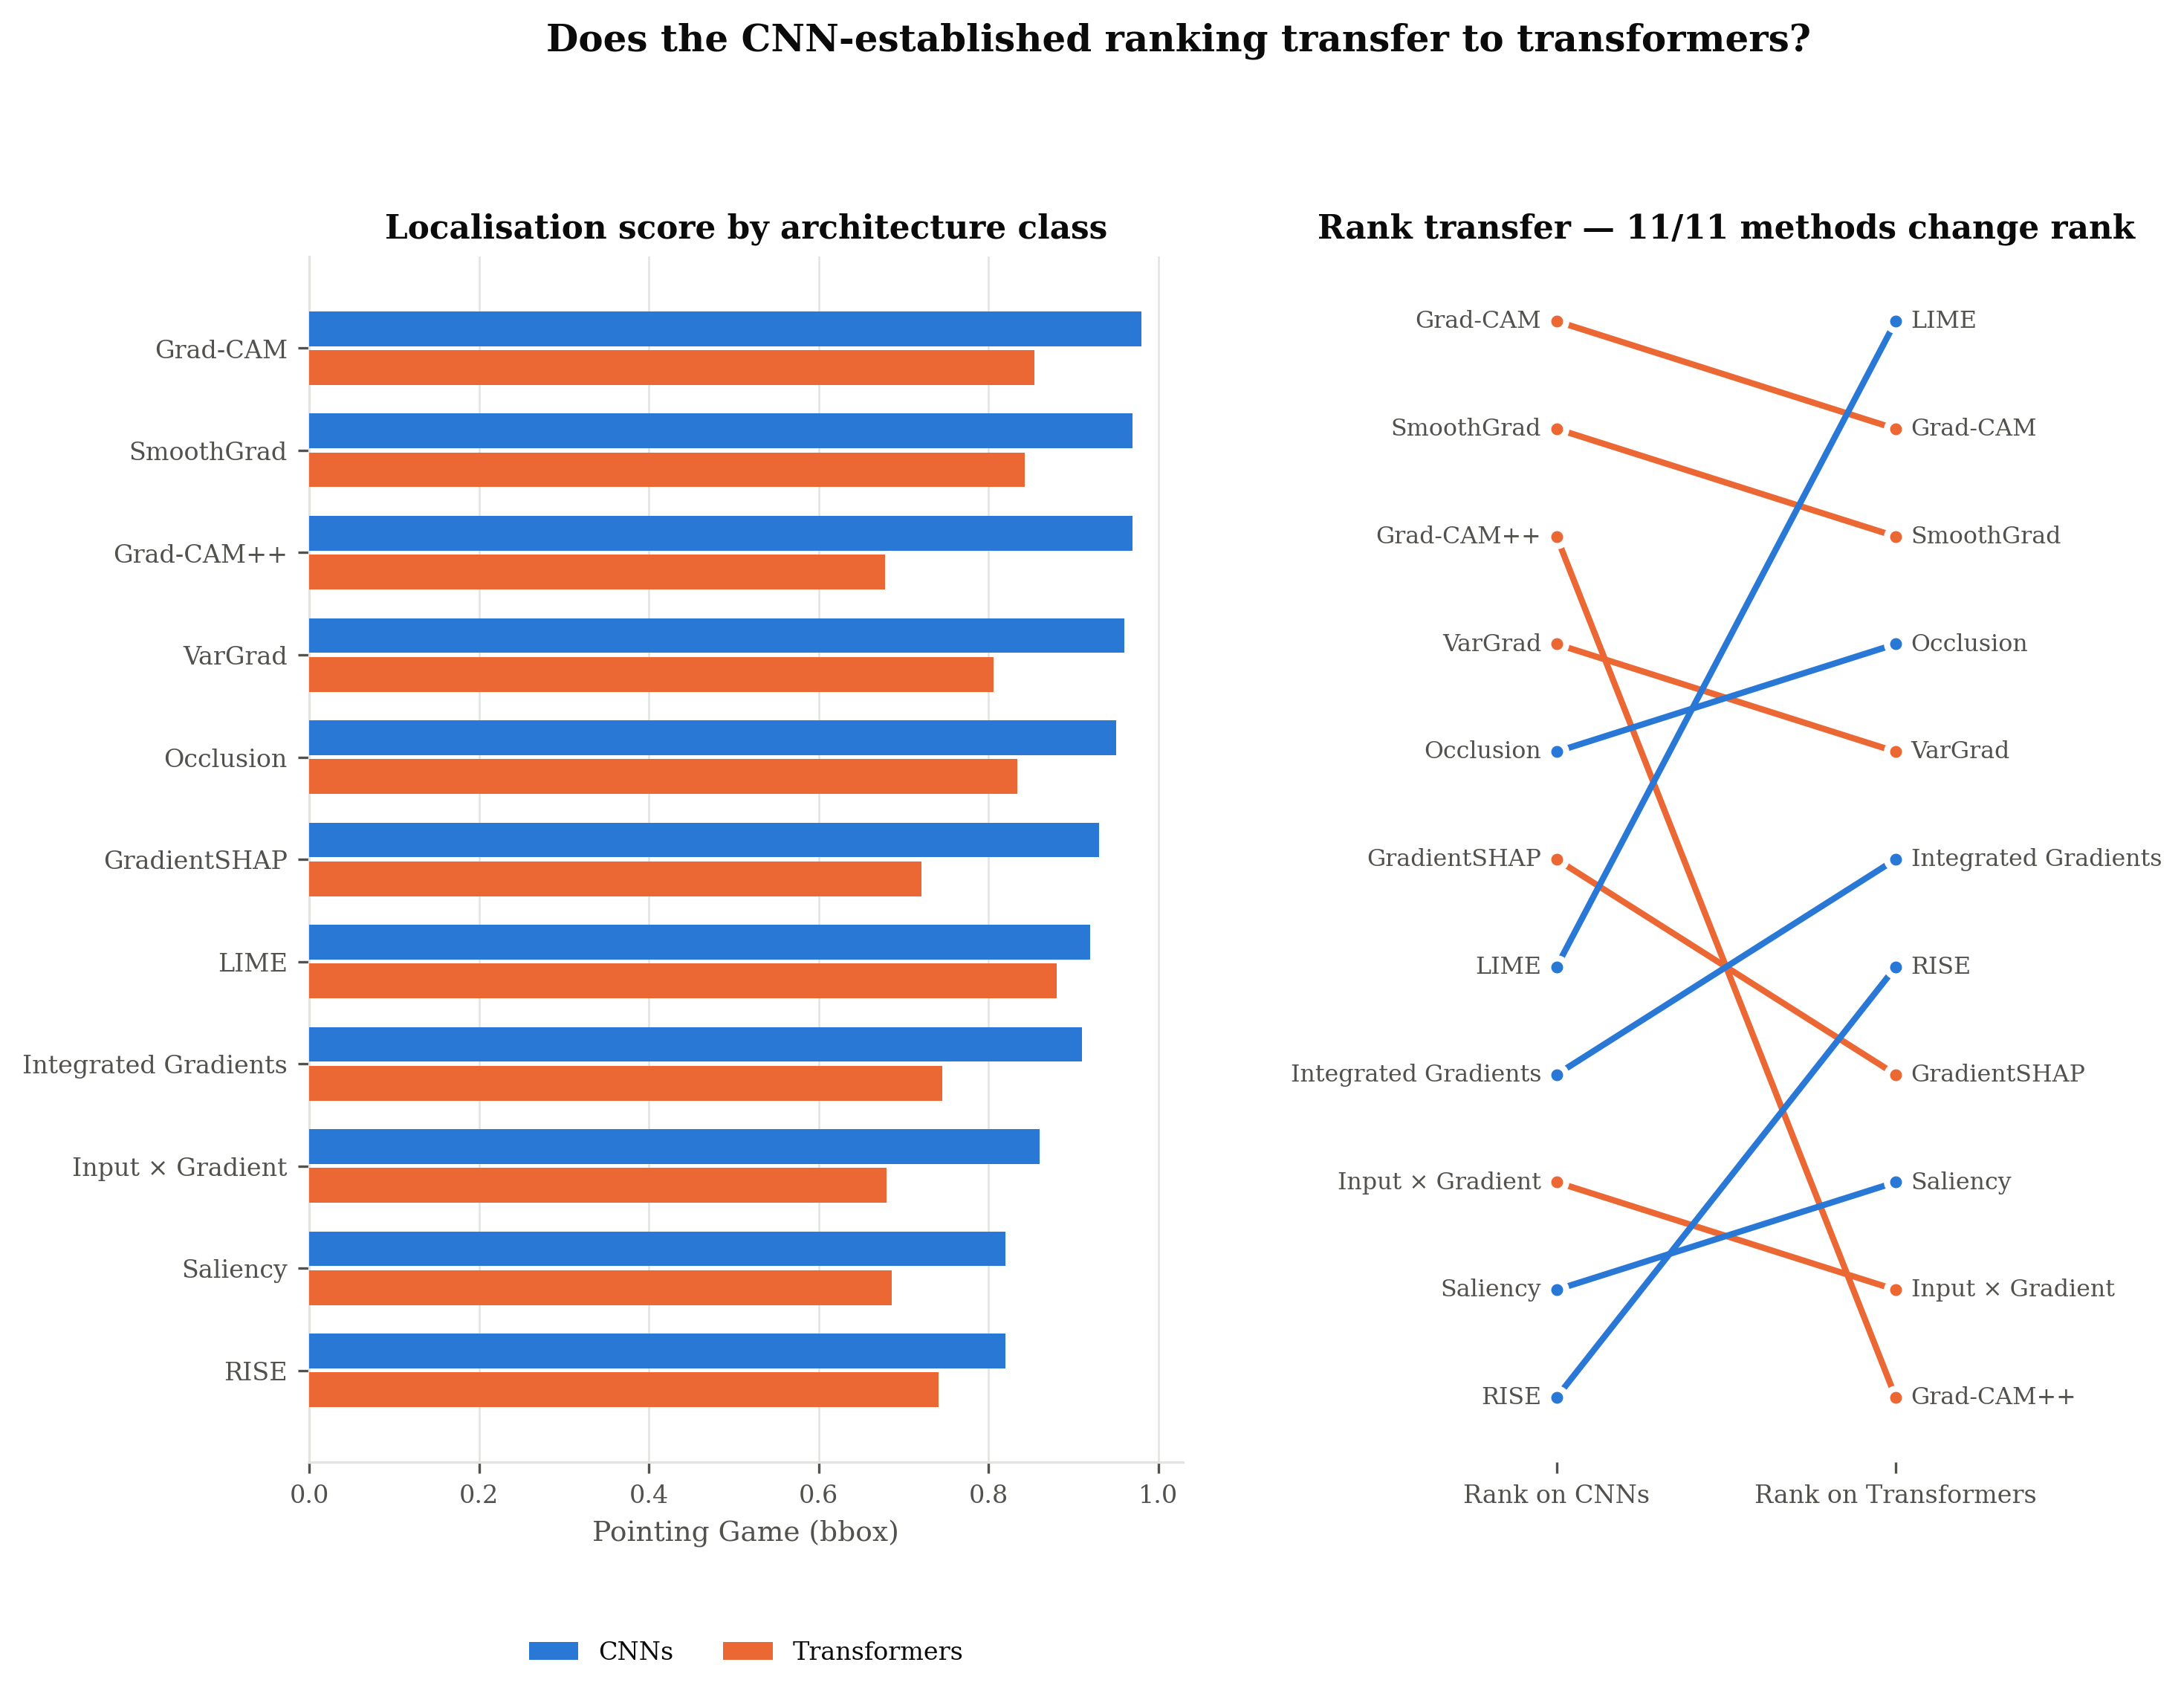 Does the CNN-established ranking transfer to transformers?
Localisation score by architecture class
Grad-CAM
SmoothGrad
Grad-CAM++
VarGrad
Occlusion
GradientSHAP
LIME
Integrated Gradients
Input × Gradient
Saliency
RISE
0.0 0.2 0.4 0.6 0.8 1.0
Pointing Game (bbox)
CNNs Transformers
Rank transfer — 11/11 methods change rank
Grad-CAM LIME
SmoothGrad Grad-CAM
Grad-CAM++ SmoothGrad
VarGrad Occlusion
Occlusion VarGrad
GradientSHAP Integrated Gradients
LIME RISE
Integrated Gradients GradientSHAP
Input × Gradient Saliency
Saliency Input × Gradient
RISE Grad-CAM++
Rank on CNNs Rank on Transformers